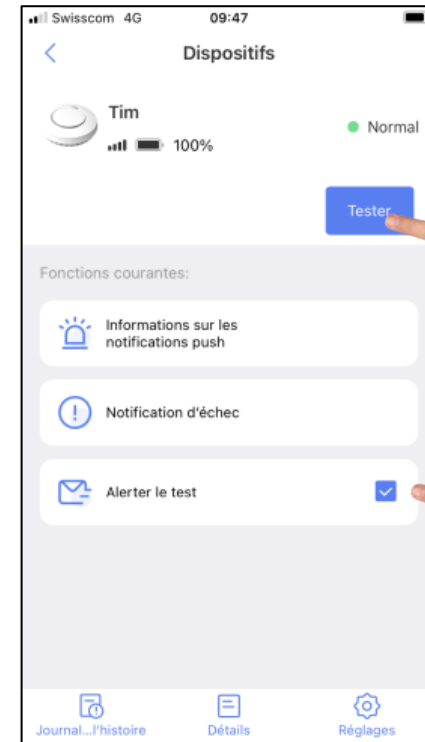 Swisscom 4G 09:47
Dispositifs
Tim
100%
Normal
Tester
Fonctions courantes:
Informations sur les
notifications push
Notification d'échec
Alerter le test
Journal...l'histoire Détails Réglages